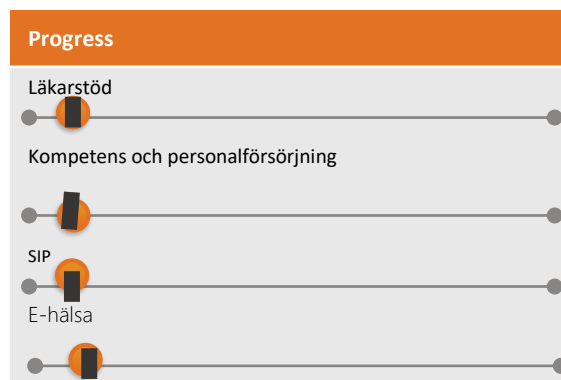 Progress
Läkarstöd
Kompetens och personalförsörjning
SIP
E-hälsa